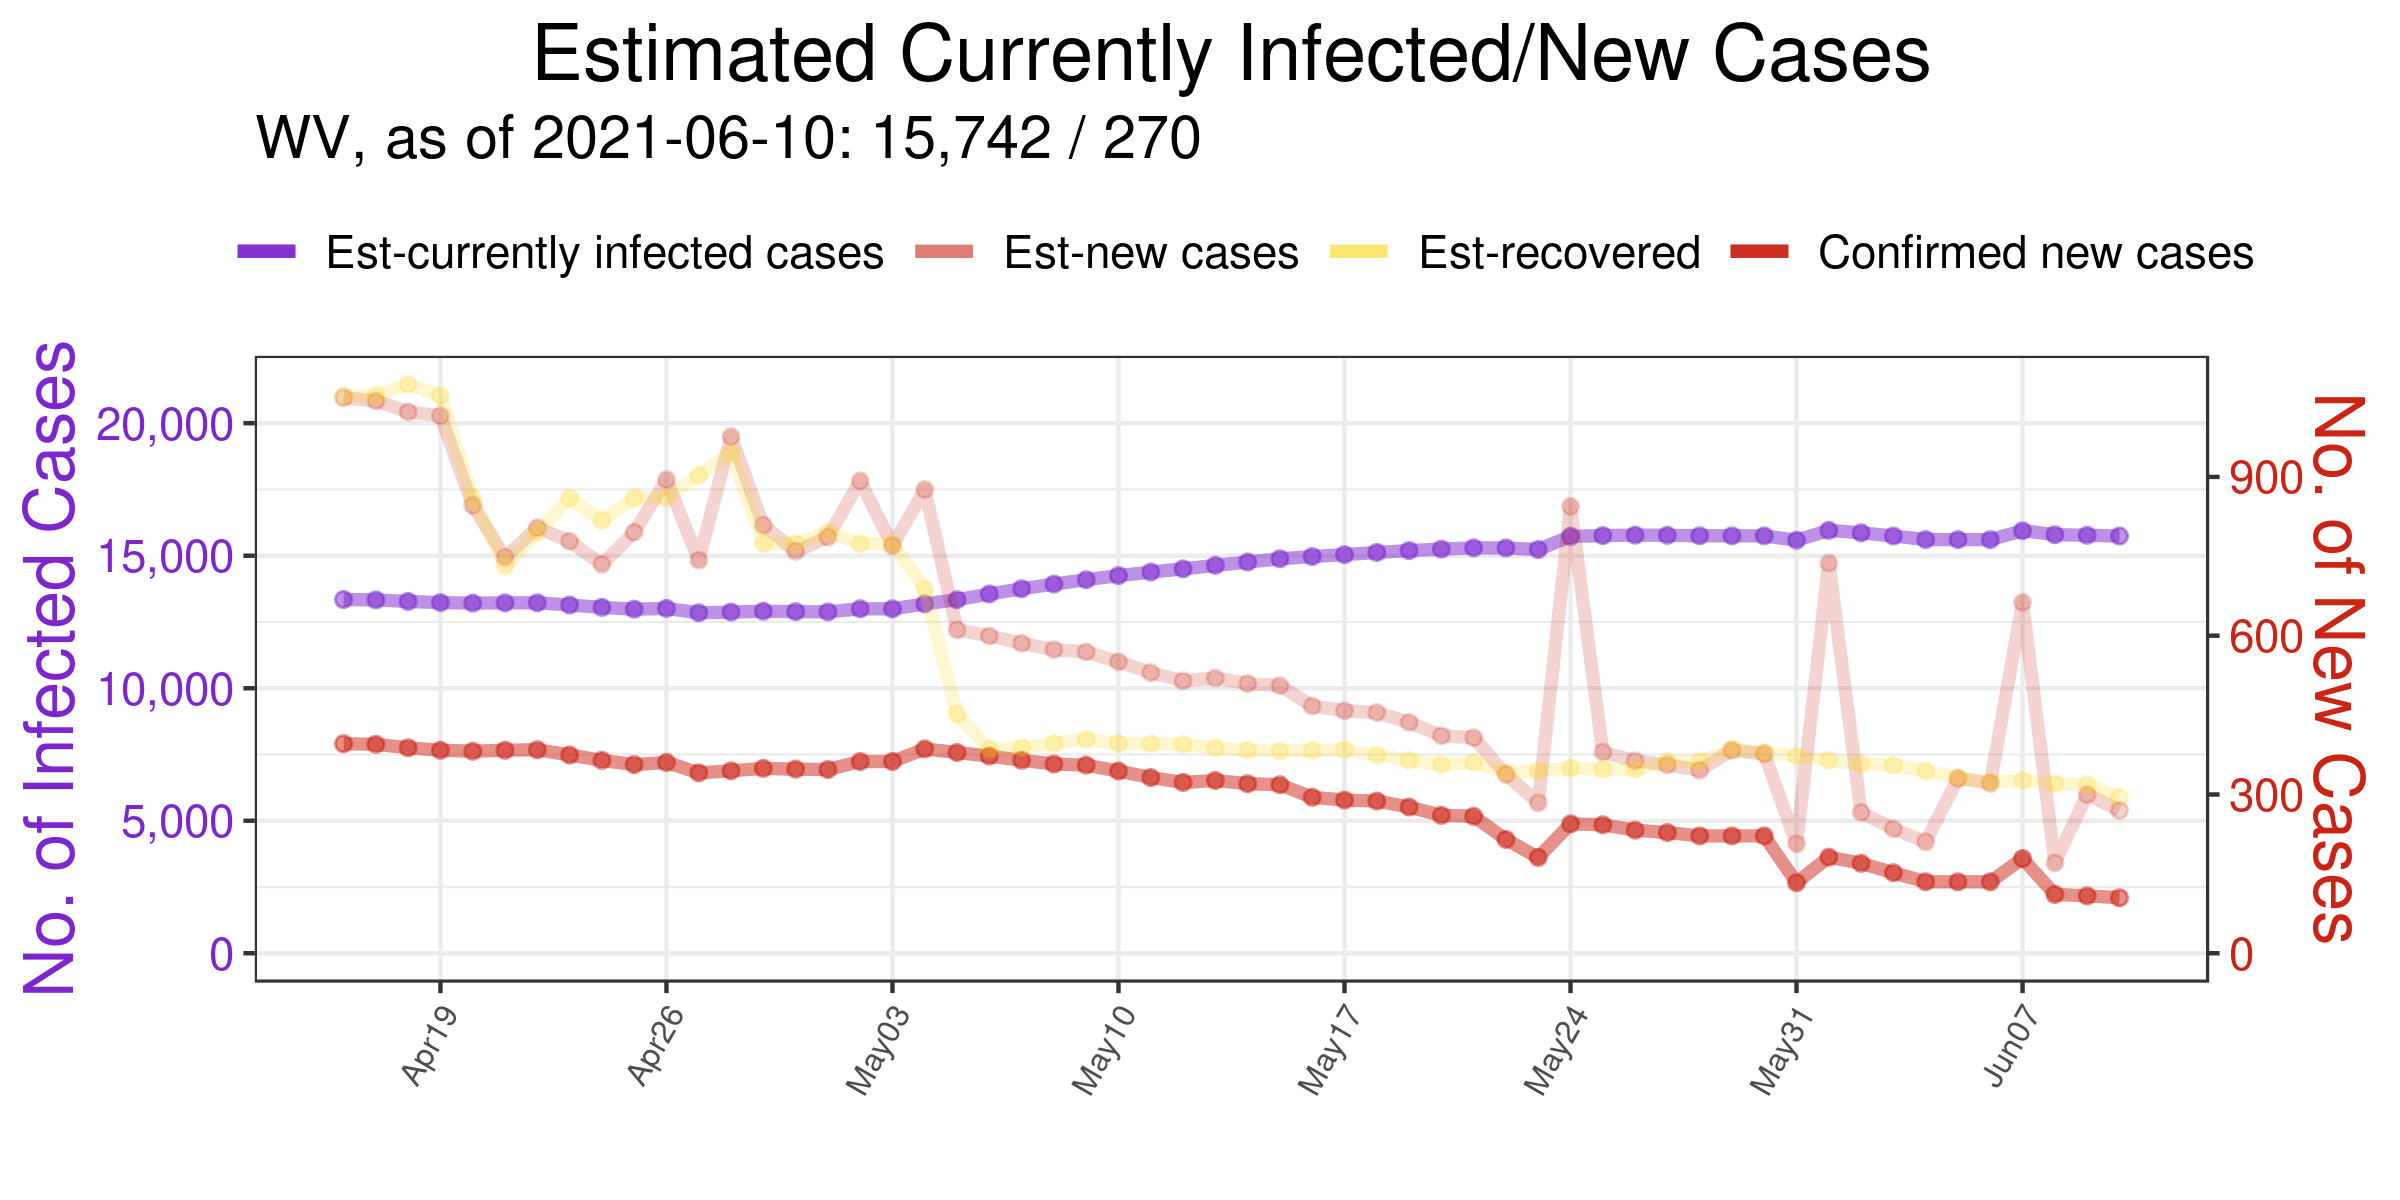 Estimated Currently Infected/New Cases
WV, as of 2021-06-10: 15,742 / 270
Est-currently infected cases Est-new cases Est-recovered Confirmed new cases
No. of Infected Cases
20,000
15,000
10,000
5,000
0
900
600
300
0
No. of New Cases
Apr19 Apr26 May03 May10 May17 May24 May31 Jun07